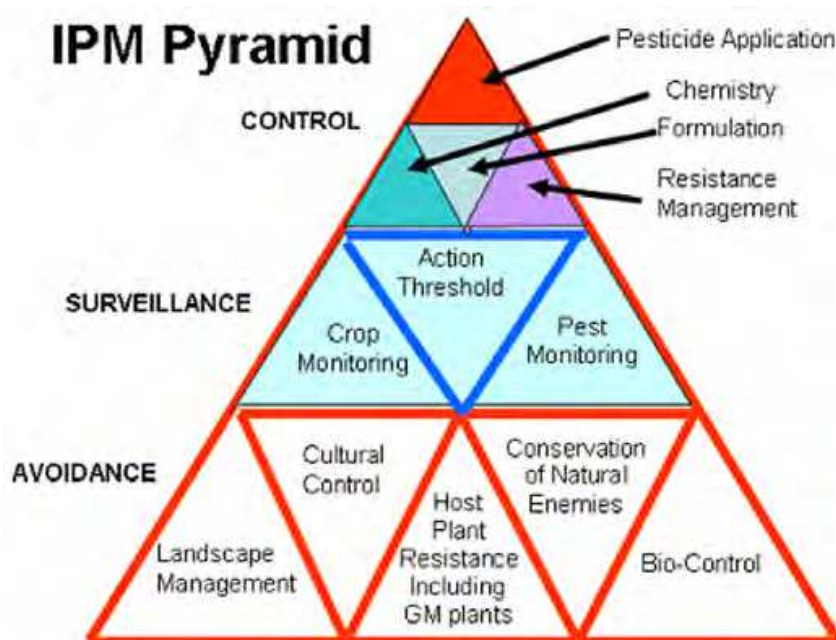 IPM Pyramid
Pesticide Application
Chemistry
CONTROL
Formulation
Resistance
Management
Action
Threshold
SURVEILLANCE
Crop
Monitoring
Pest
Monitoring
AVOIDANCE
Cultural
Control
Conservation
of Natural
Enemies
Landscape
Management
Host
Plant
Resistance
Including
GM plants
Bio-Control